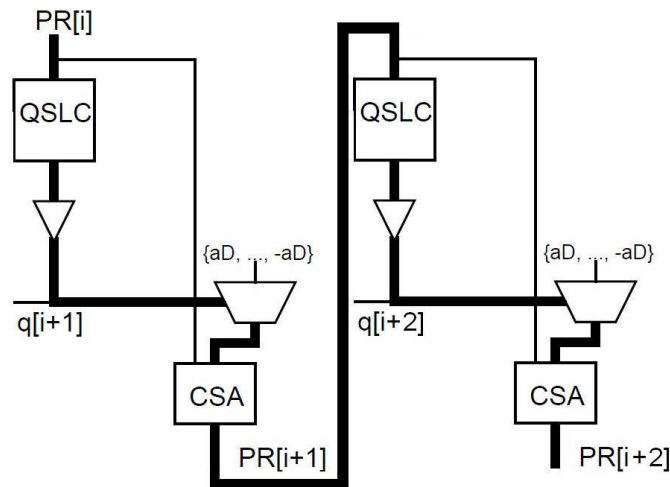 PR[i]
QSLC
QSLC
{aD, ..., -aD}
{aD, ..., -aD}
q[i+1]
q[i+2]
CSA
CSA
PR[i+1]
PR[i+2]